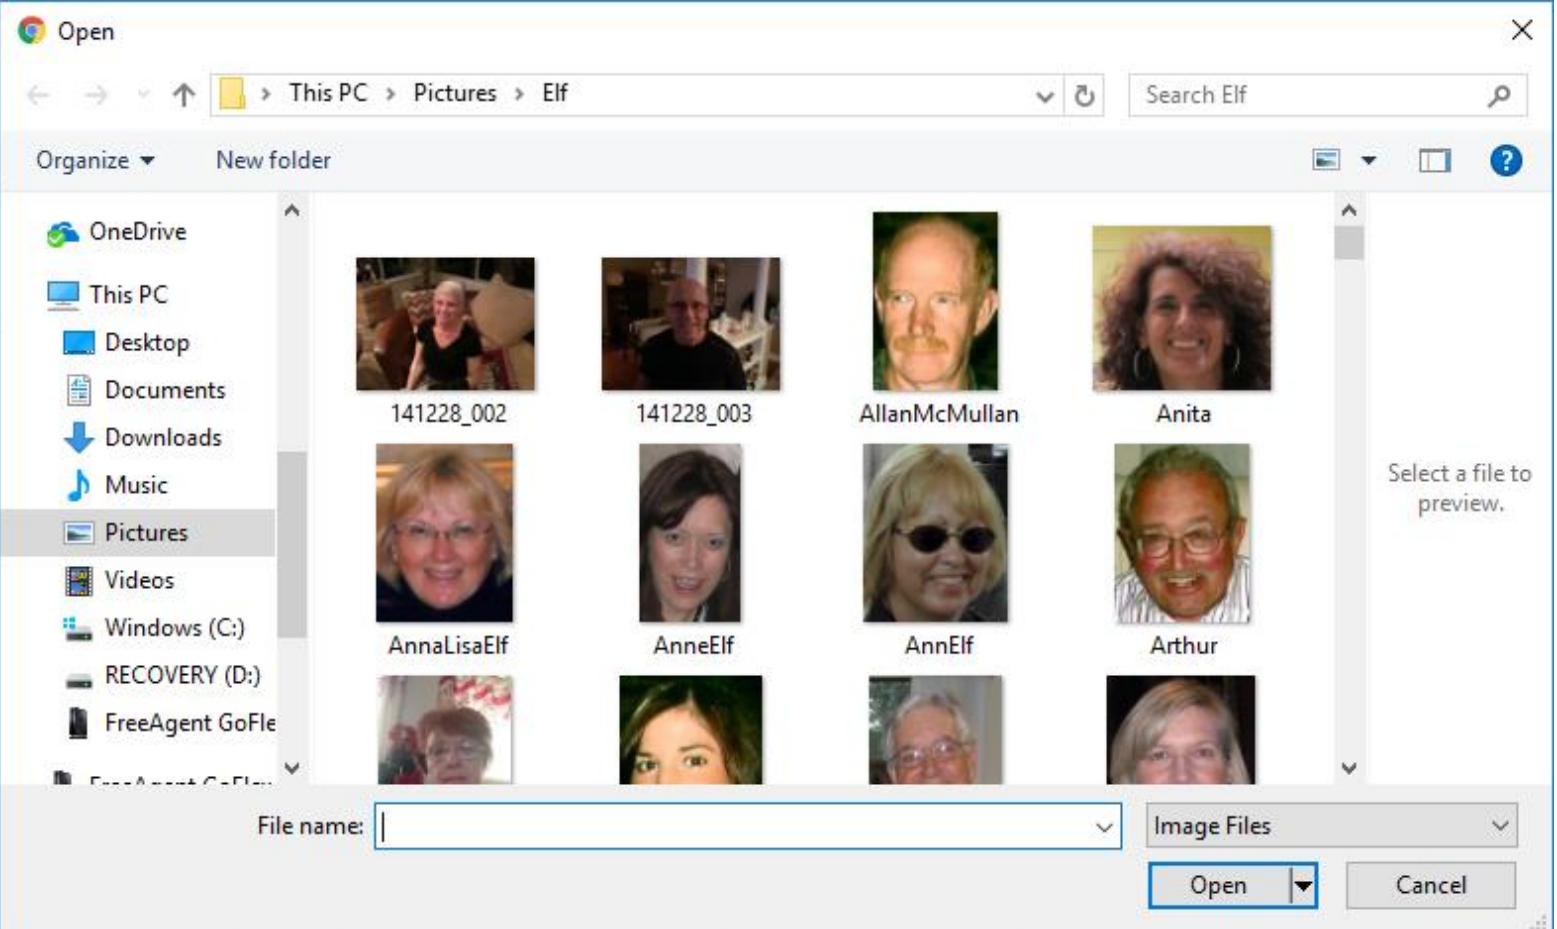 Open
This PC > Pictures > Elf
Search Elf
Organize
New folder
?
OneDrive
This PC
Desktop
Documents
Downloads
Music
Pictures
Videos
Windows (C:)
RECOVERY (D:)
FreeAgent GoFle
141228_002
141228_003
AllanMcMullan
Anita
AnnaLisaElf
AnneElf
AnnElf
Arthur
Select a file to
preview.
File name:
Image Files
Open
Cancel